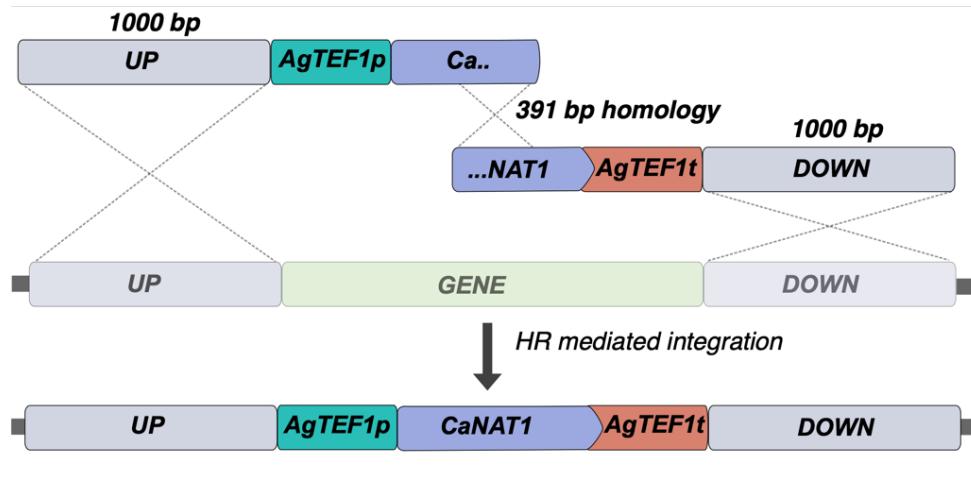 1000 bp
UP AgTEF1p Ca..
391 bp homology
1000 bp
...NAT1 AgTEF1t DOWN
UP GENE DOWN
HR mediated integration
UP AgTEF1p CaNAT1 AgTEF1t DOWN